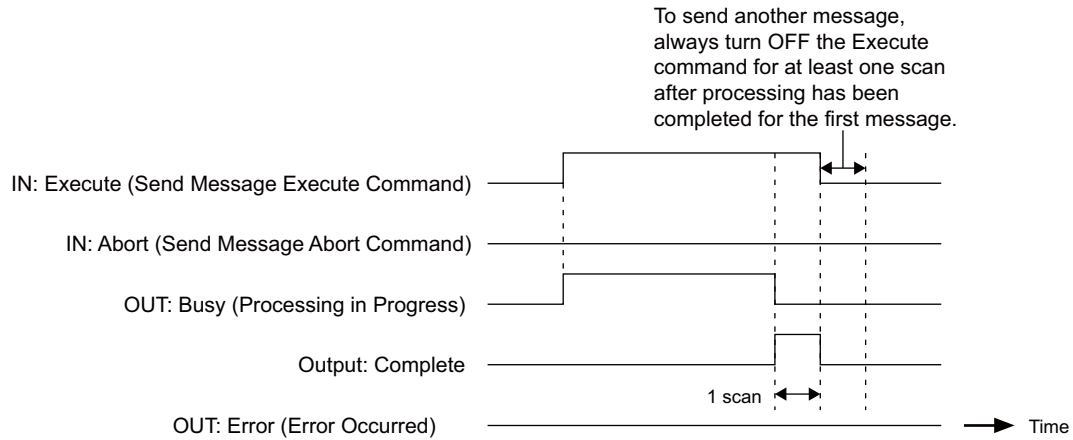 To send another message,
always turn OFF the Execute
command for at least one scan
after processing has been
completed for the first message.
IN: Execute (Send Message Execute Command)
IN: Abort (Send Message Abort Command)
OUT: Busy (Processing in Progress)
Output: Complete
1 scan
OUT: Error (Error Occurred)
Time